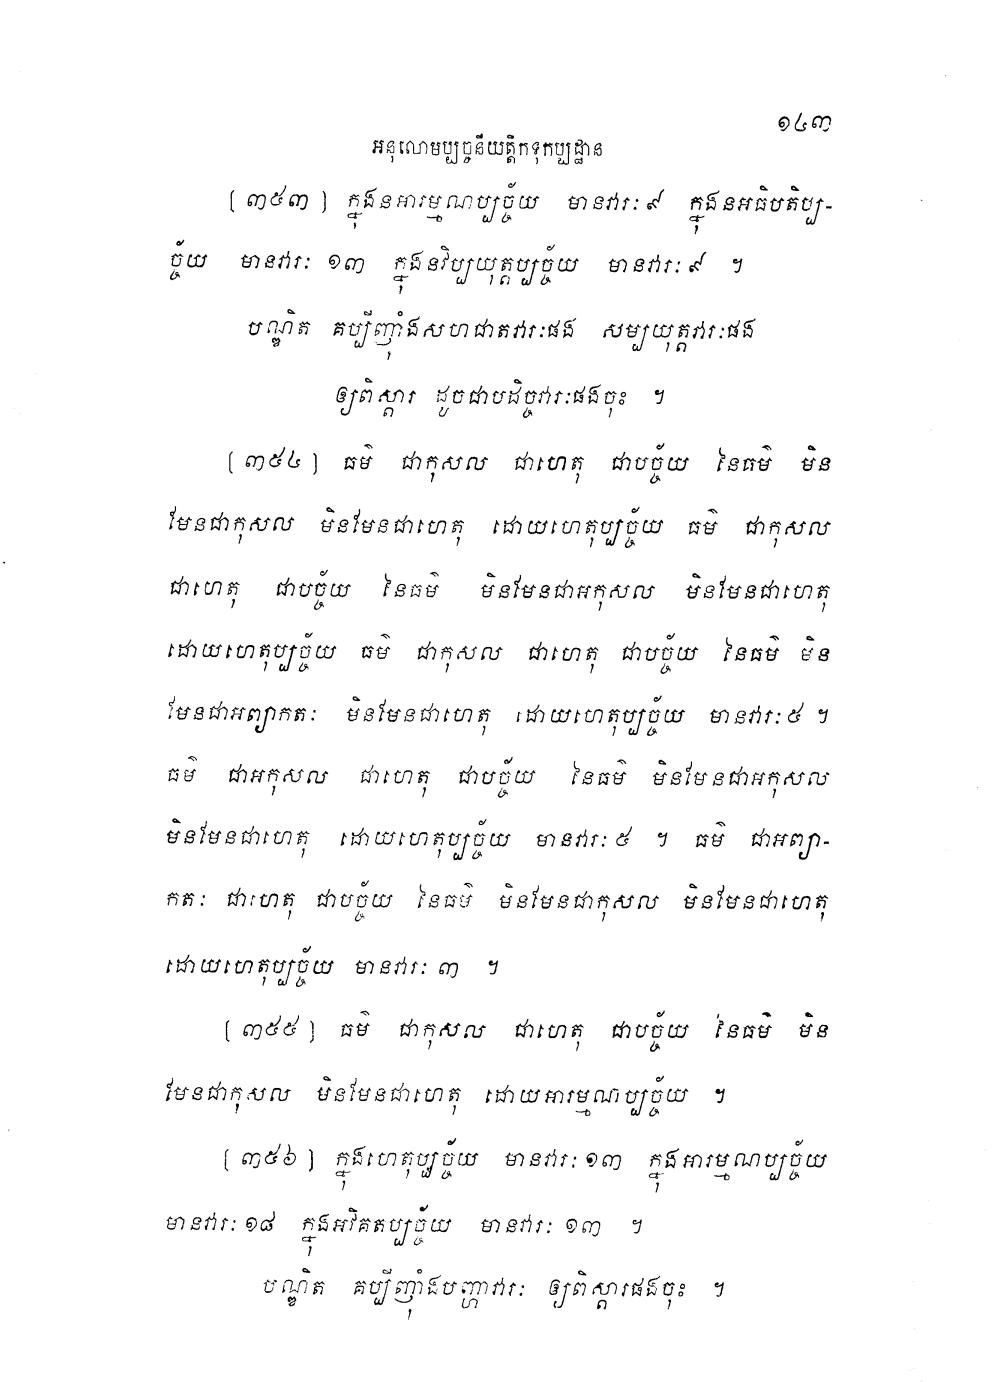 ១៤៣
អនុលោមប្បច្ចនីយត្តិកទុកប្បដ្ឋាន
[ ៣៥៣ ] ក្នុងនអារម្មណប្បច្ច័យ មានវារៈ ៩ ក្នុងនអធិបតិប្ប-
ច្ច័យ មានវារៈ ១៣ ក្នុងនវិប្បយុត្តប្បច្ច័យ មានវារៈ ៩ ។
បណ្ឌិត គប្បីញ៉ាំងសហជាតវារៈផង សម្បយុត្តវារៈផង
ឲ្យពិស្តារ ដូចជាបដិច្ចវារៈផងចុះ ។
[ ៣៥៤ ] ធម៌ ជាកុសល ជាហេតុ ជាបច្ច័យ នៃធម៌ មិន
មែនជាកុសល មិនមែនជាហេតុ ដោយហេតុប្បច្ច័យ ធម៌ ជាកុសល
ជាហេតុ ជាបច្ច័យ នៃធម៌ មិនមែនជាអកុសល មិនមែនជាហេតុ
ដោយហេតុប្បច្ច័យ ធម៌ ជាកុសល ជាហេតុ ជាបច្ច័យ នៃធម៌ មិន
មែនជាអព្យាកតៈ មិនមែនជាហេតុ ដោយហេតុប្បច្ច័យ មានវារៈ ៥ ។
ធម៌ ជាអកុសល ជាហេតុ ជាបច្ច័យ នៃធម៌ មិនមែនជាអកុសល
មិនមែនជាហេតុ ដោយហេតុប្បច្ច័យ មានវារៈ ៥ ។ ធម៌ ជាអព្យា-
កតៈ ជាហេតុ ជាបច្ច័យ នៃធម៌ មិនមែនជាកុសល មិនមែនជាហេតុ
ដោយហេតុប្បច្ច័យ មានវារៈ ៣ ។
[ ៣៥៥ ] ធម៌ ជាកុសល ជាហេតុ ជាបច្ច័យ នៃធម៌ មិន
មែនជាកុសល មិនមែនជាហេតុ ដោយអារម្មណប្បច្ច័យ ។
[ ៣៥៦ ] ក្នុងហេតុប្បច្ច័យ មានវារៈ ១៣ ក្នុងអារម្មណប្បច្ច័យ
មានវារៈ ១៨ ក្នុងអវិគតប្បច្ច័យ មានវារៈ ១៣ ។
បណ្ឌិត គប្បីញ៉ាំងបញ្ហាវារៈ ឲ្យពិស្តារផងចុះ ។